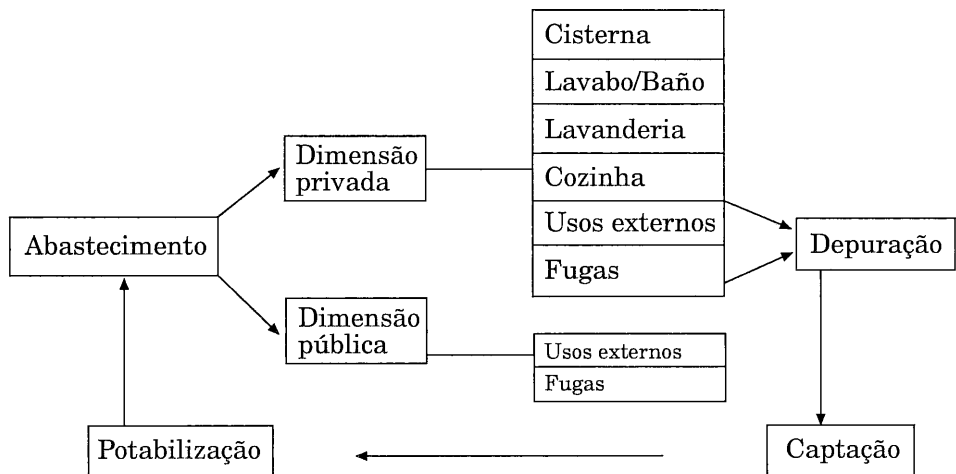 Cisterna
Lavabo/Baño
Lavanderia
Cozinha
Usos externos
Fugas
Dimensão
privada
Abastecimento
Depuração
Dimensão
pública
Usos externos
Fugas
Potabilização
Captação